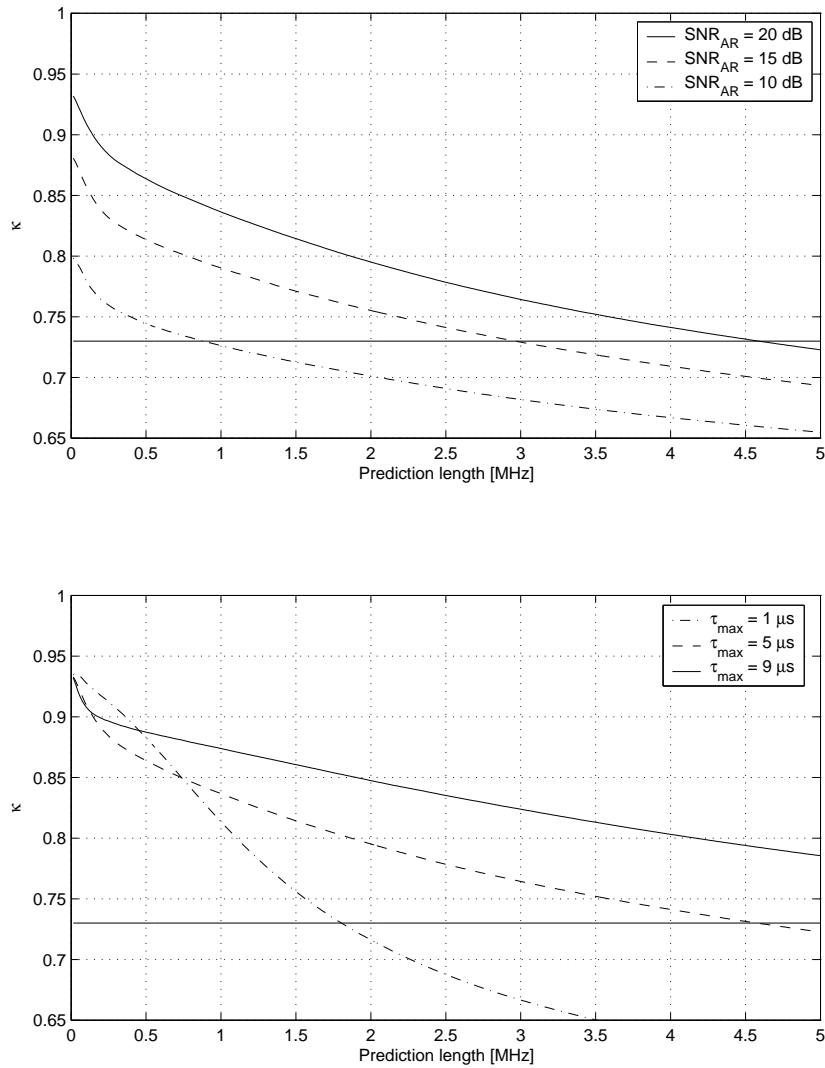 1
0.95
0.9
0.85
0.8
0.75
0.7
0.65
κ
0 0.5 1 1.5 2 2.5 3 3.5 4 4.5 5
Prediction length [MHz]
SNR_AR = 20 dB
SNR_AR = 15 dB
SNR_AR = 10 dB
1
0.95
0.9
0.85
0.8
0.75
0.7
0.65
κ
0 0.5 1 1.5 2 2.5 3 3.5 4 4.5 5
Prediction length [MHz]
τ_max = 1 μs
τ_max = 5 μs
τ_max = 9 μs